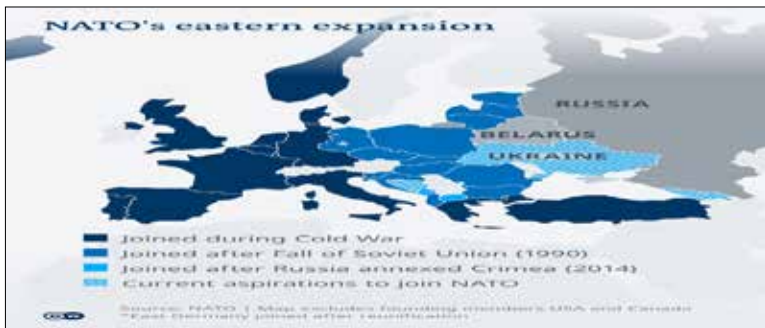 NATO's eastern expansion
RUSSIA
BELARUS
UKRAINE
Joined during Cold War
Joined after Fall of Soviet Union (1990)
Joined after Russia annexed Crimea (2014)
Current aspirations to join NATO
Source: NATO | Map excludes founding members USA and Canada
*East Germany joined after reunification
DW